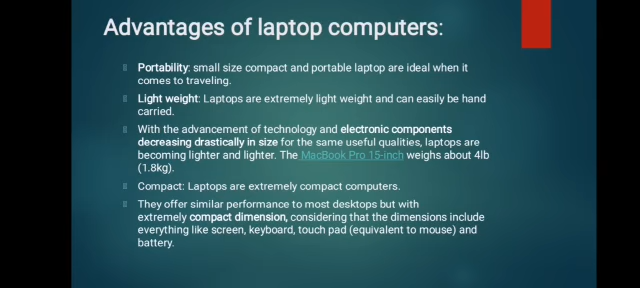 Advantages of laptop computers:
Portability: small size compact and portable laptop are ideal when it
comes to traveling.
Light weight: Laptops are extremely light weight and can easily be hand
carried.
With the advancement of technology and electronic components
decreasing drastically in size for the same useful qualities, laptops are
becoming lighter and lighter. The MacBook Pro 15-inch weighs about 4lb
(1.8kg).
Compact: Laptops are extremely compact computers.
They offer similar performance to most desktops but with
extremely compact dimension, considering that the dimensions include
everything like screen, keyboard, touch pad (equivalent to mouse) and
battery.